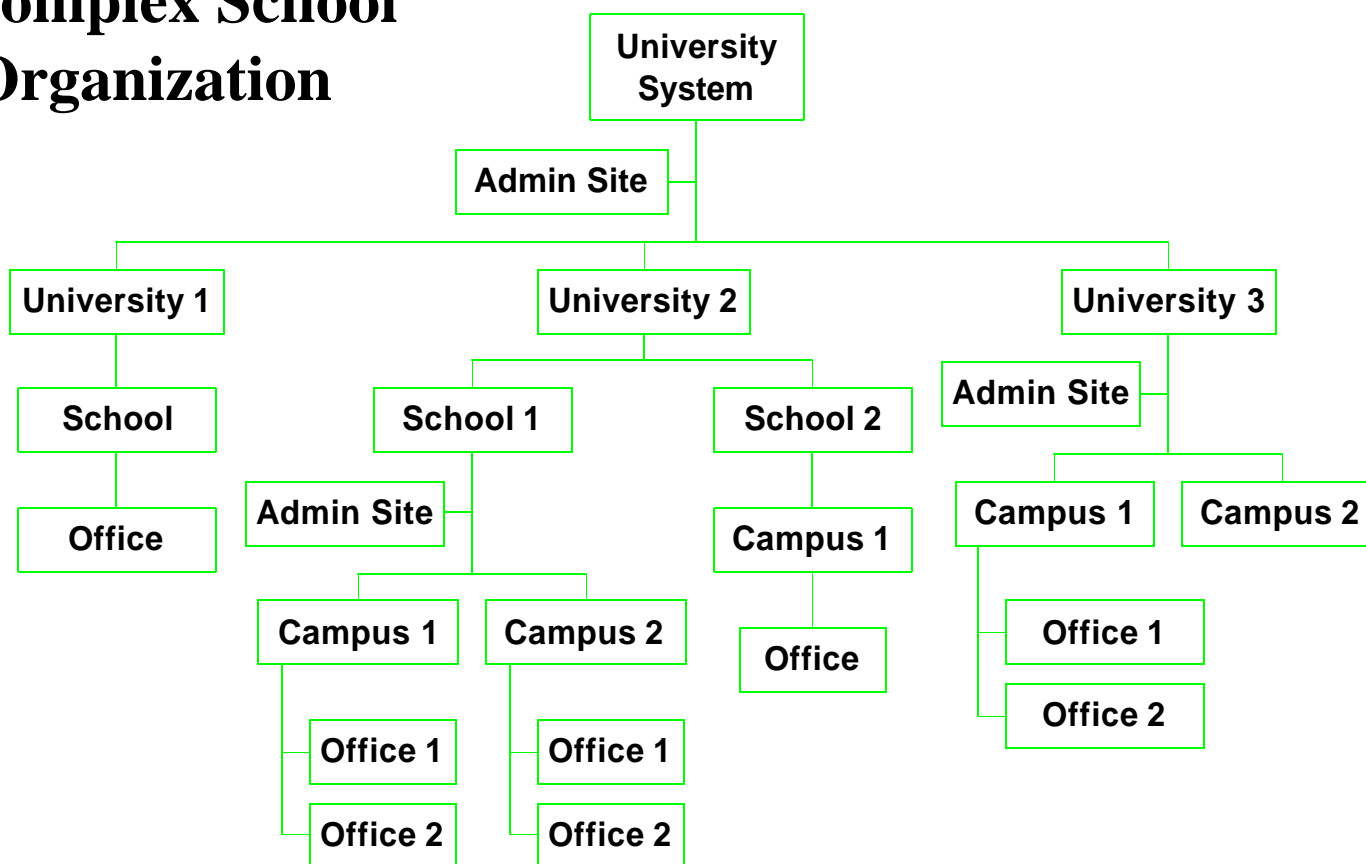 School
Organization
University
System
Admin Site
University 1
University 2
University 3
School
School 1
School 2
Admin Site
Office
Admin Site
Campus 1
Campus 1
Campus 2
Campus 1
Campus 2
Office
Office 1
Office 2
Office 1
Office 1
Office 2
Office 2